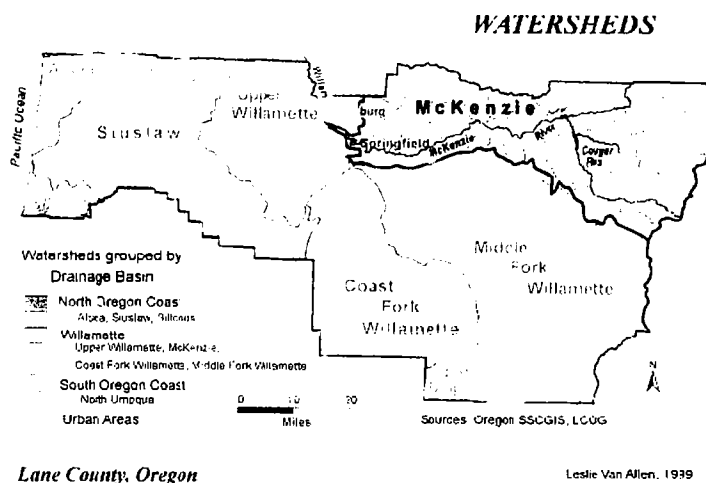 WATERSHEDS
Pacific Ocean
Siuslaw
Upper
Willamette
burg
McKenzie
Springfield
McKenzie
River
Cougar
Res
Middle
Fork
Willamette
Coast
Fork
Willamette
Watersheds grouped by
Drainage Basin
North Oregon Coast
Alsea, Siuslaw, Siltcoos
Willamette
Upper Willamette, McKenzie,
Coast Fork Willamette, Middle Fork Willamette
South Oregon Coast
North Umpqua
Urban Areas
0 10 20
Miles
N
Sources: Oregon SSCGIS, LCOG
Lane County, Oregon
Leslie Van Allen, 1999